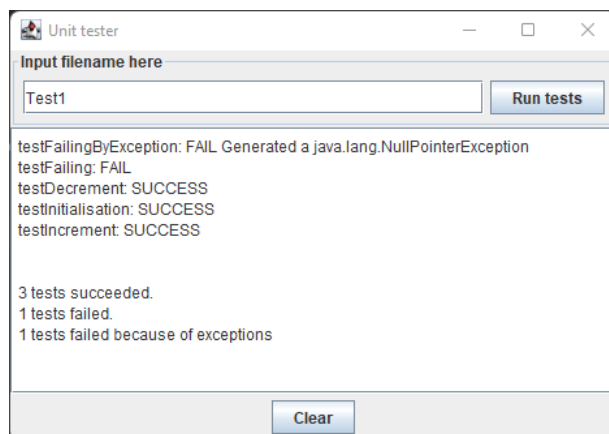 Unit tester
Input filename here
Test1
Run tests
testFailingByException: FAIL Generated a java.lang.NullPointerException
testFailing: FAIL
testDecrement: SUCCESS
testInitialisation: SUCCESS
testIncrement: SUCCESS
3 tests succeeded.
1 tests failed.
1 tests failed because of exceptions
Clear